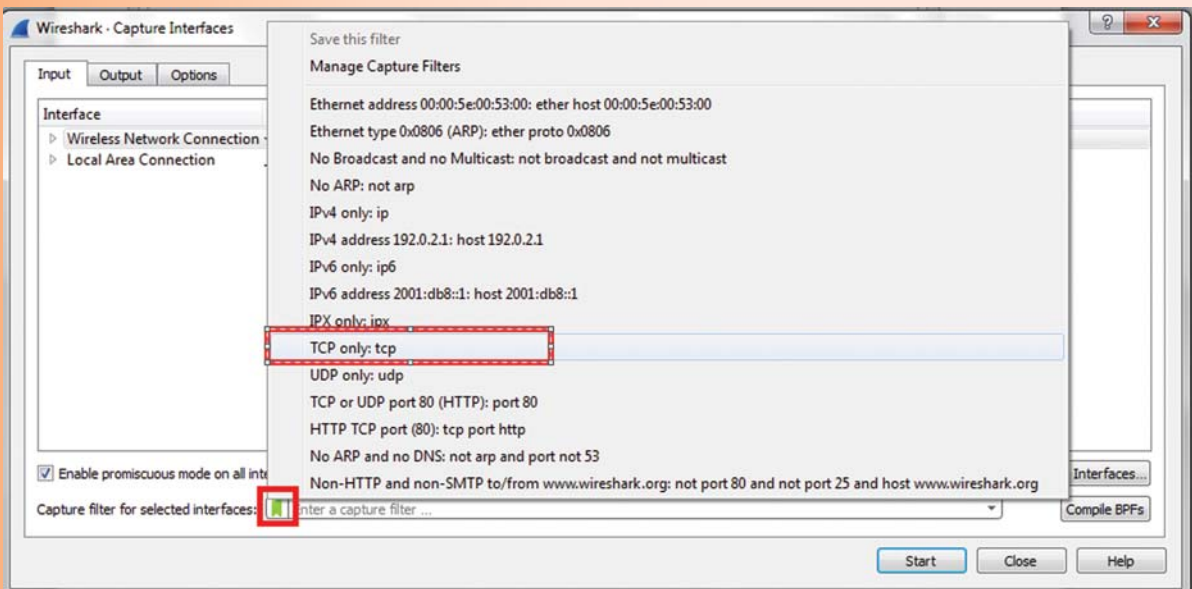 Wireshark · Capture Interfaces
Save this filter
Manage Capture Filters
Input
Output
Options
Interface
Wireless Network Connection
Local Area Connection
Ethernet address 00:00:5e:00:53:00: ether host 00:00:5e:00:53:00
Ethernet type 0x0806 (ARP): ether proto 0x0806
No Broadcast and no Multicast: not broadcast and not multicast
No ARP: not arp
IPv4 only: ip
IPv4 address 192.0.2.1: host 192.0.2.1
IPv6 only: ip6
IPv6 address 2001:db8::1: host 2001:db8::1
IPX only: ipx
TCP only: tcp
UDP only: udp
TCP or UDP port 80 (HTTP): port 80
HTTP TCP port (80): tcp port http
No ARP and no DNS: not arp and port not 53
Non-HTTP and non-SMTP to/from www.wireshark.org: not port 80 and not port 25 and host www.wireshark.org
Enable promiscuous mode on all
Interfaces...
Capture filter for selected interfaces:
Enter a capture filter ...
Compile BPFs
Start
Close
Help